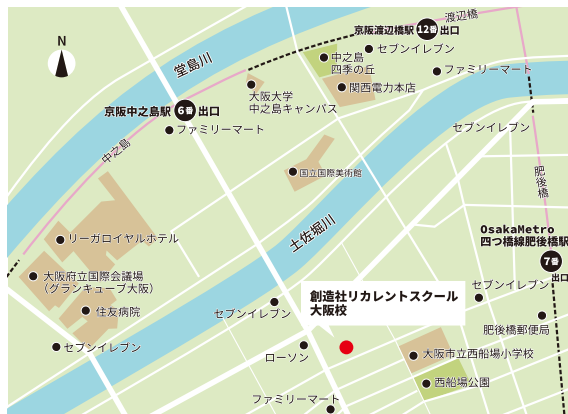 渡辺橋
京阪渡辺橋駅 12番 出口
N
セブンイレブン
堂島川
中之島
四季の丘
ファミリーマート
関西電力本店
大阪大学
中之島キャンパス
京阪中之島駅 6番 出口
ファミリーマート
セブンイレブン
中之島
国立国際美術館
肥後橋
土佐堀川
OsakaMetro
四つ橋線肥後橋駅
7番
出口
リーガロイヤルホテル
大阪府立国際会議場
（グランキューブ大阪）
セブンイレブン
創造社リカレントスクール
大阪校
住友病院
セブンイレブン
肥後橋郵便局
セブンイレブン
ローソン
大阪市立西船場小学校
西船場公園
ファミリーマート